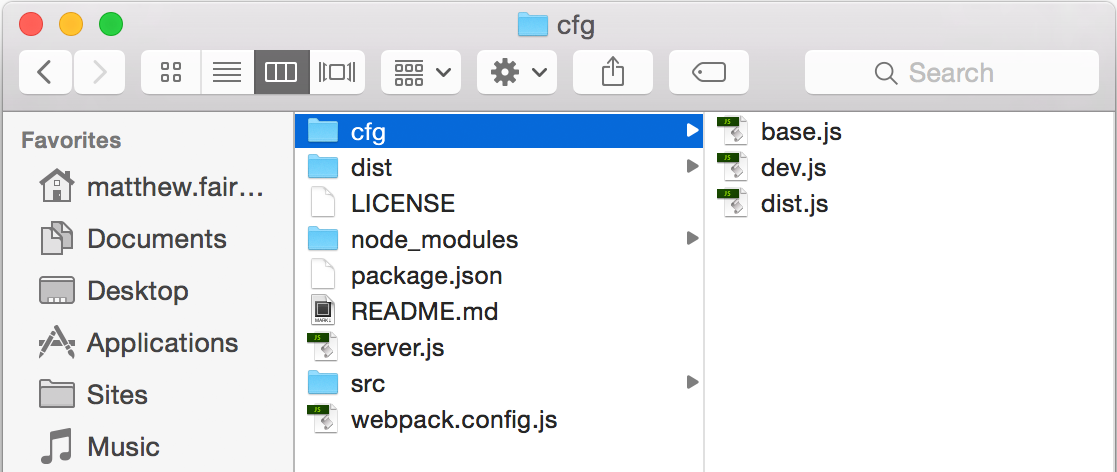 cfg
Search
Favorites
matthew.fair...
Documents
Desktop
Applications
Sites
Music
cfg
dist
LICENSE
node_modules
package.json
README.md
server.js
src
webpack.config.js
base.js
dev.js
dist.js